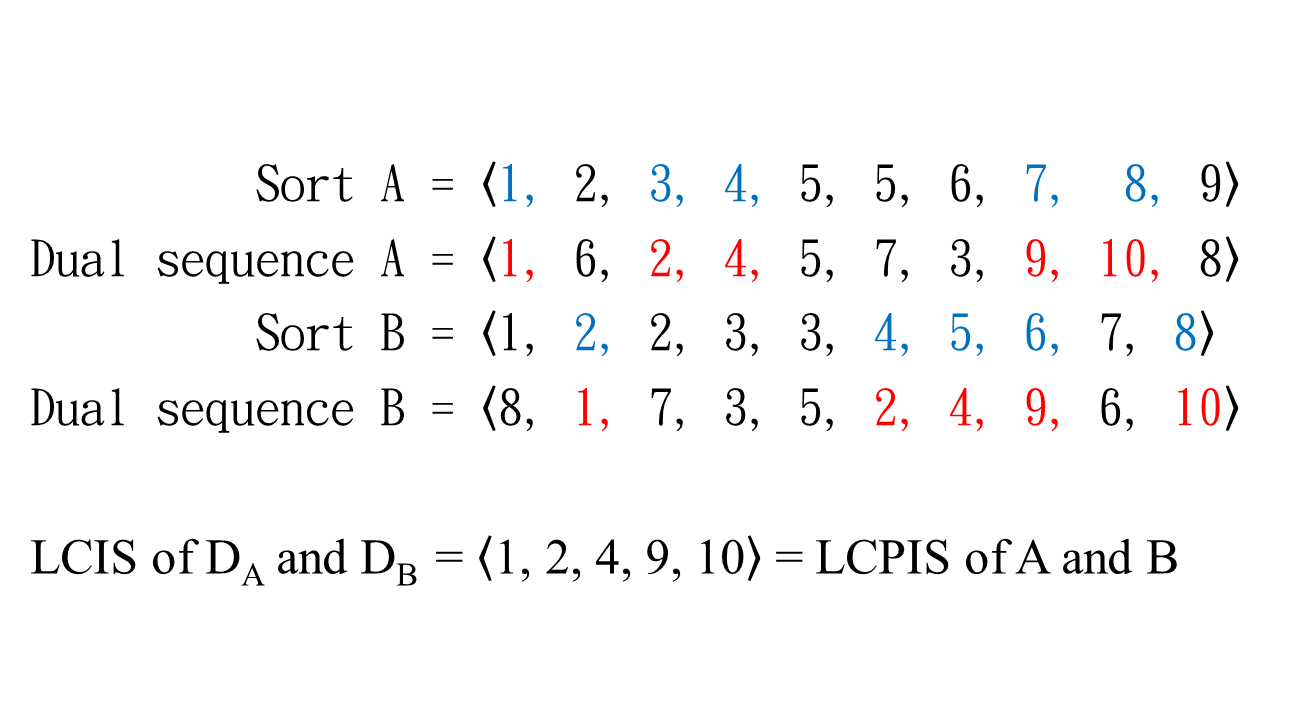 Sort A = ⟨1, 2, 3, 4, 5, 5, 6, 7, 8, 9⟩
Dual sequence A = ⟨1, 6, 2, 4, 5, 7, 3, 9, 10, 8⟩
Sort B = ⟨1, 2, 2, 3, 3, 4, 5, 6, 7, 8⟩
Dual sequence B = ⟨8, 1, 7, 3, 5, 2, 4, 9, 6, 10⟩
LCIS of D_A and D_B = ⟨1, 2, 4, 9, 10⟩ = LCPIS of A and B